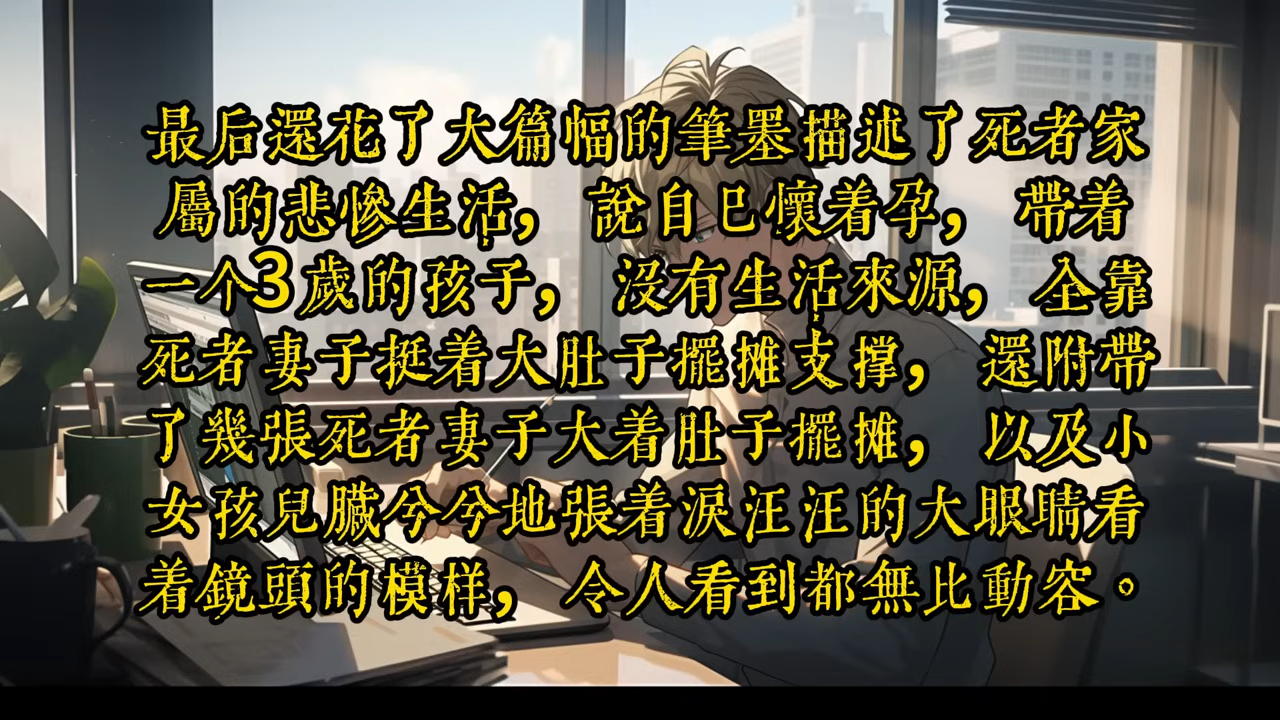 最后還花了大篇幅的筆墨描述了死者家
屬的悲慘生活， 說自己懷着孕， 帶着
一个3歲的孩子， 沒有生活來源， 全靠
死者妻子挺着大肚子擺摊支撑， 還附帶
了幾張死者妻子大着肚子擺摊， 以及小
女孩兒臟兮兮地張着淚汪汪的大眼睛看
着鏡頭的模样， 令人看到都無比動容。